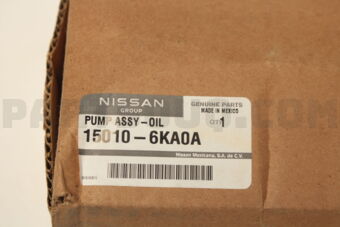 NISSAN
GROUP
GENUINE PARTS
MADE IN MEXICO
PUMP ASSY-OIL
QTY 1
15010-6KA0A
Nissan Mexicana, S.A. de C.V.